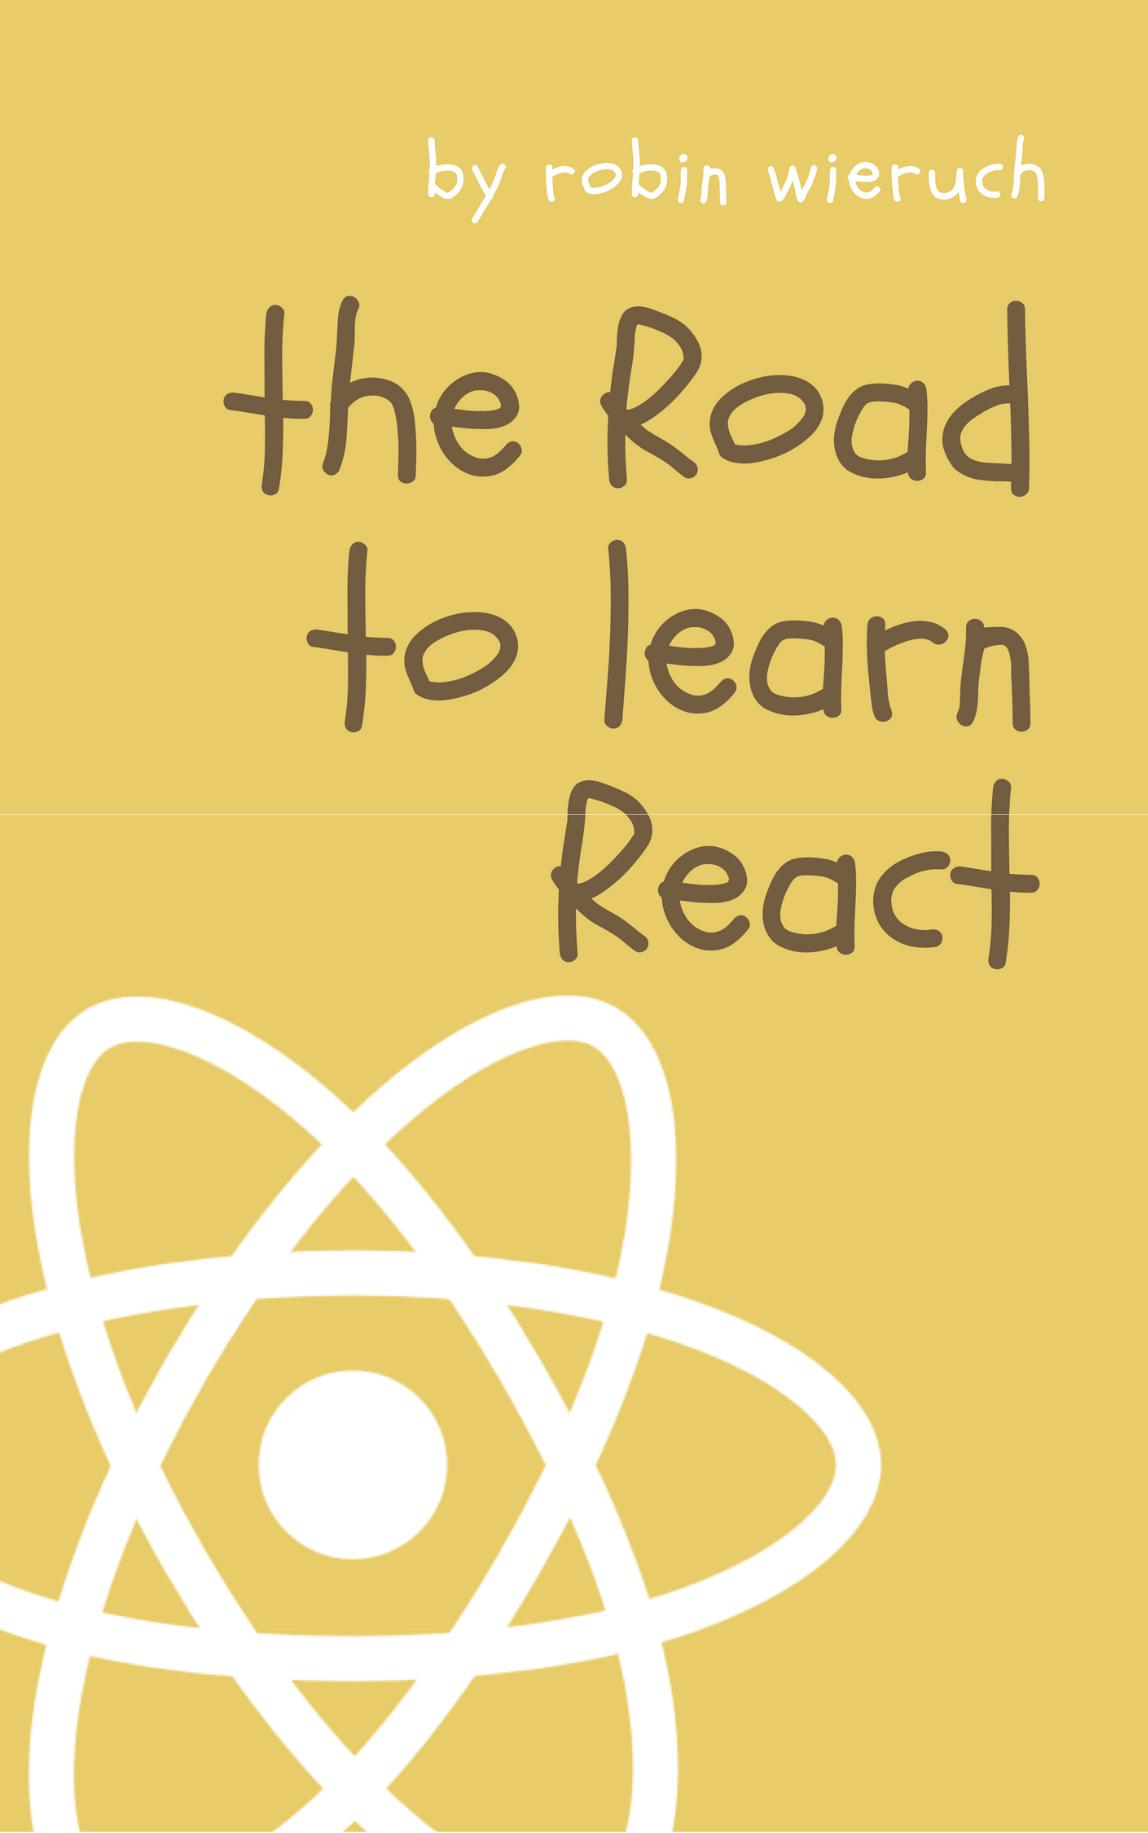 by robin wieruch
the Road
to learn
React